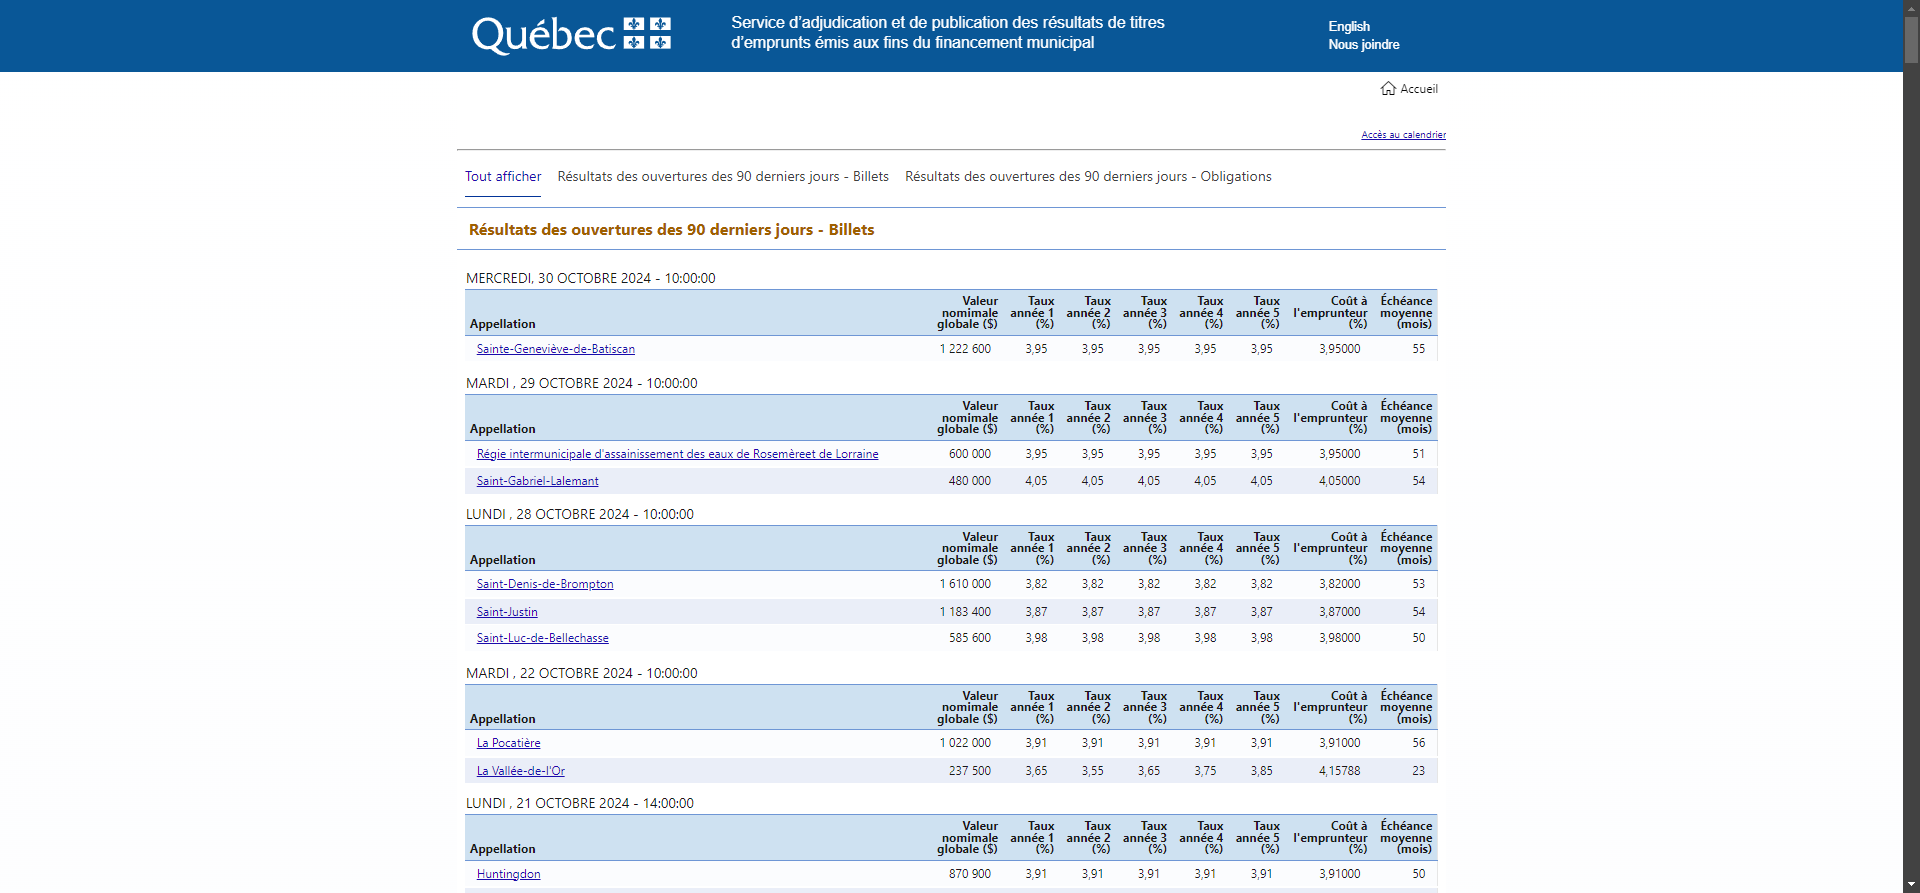 Québec
Service d'adjudication et de publication des résultats de titres
d'emprunts émis aux fins du financement municipal
English
Nous joindre
Accueil
Accès au calendrier
Tout afficher Résultats des ouvertures des 90 derniers jours - Billets Résultats des ouvertures des 90 derniers jours - Obligations
Résultats des ouvertures des 90 derniers jours - Billets
MERCREDI, 30 OCTOBRE 2024 - 10:00:00
Appellation Valeur nomimale globale ($) Taux année 1 (%) Taux année 2 (%) Taux année 3 (%) Taux année 4 (%) Taux année 5 (%) Coût à l'emprunteur (%) Échéance moyenne (mois)
Sainte-Geneviève-de-Batiscan 1 222 600 3,95 3,95 3,95 3,95 3,95 3,95000 55
MARDI , 29 OCTOBRE 2024 - 10:00:00
Appellation Valeur nomimale globale ($) Taux année 1 (%) Taux année 2 (%) Taux année 3 (%) Taux année 4 (%) Taux année 5 (%) Coût à l'emprunteur (%) Échéance moyenne (mois)
Régie intermunicipale d'assainissement des eaux de Rosemèreet de Lorraine 600 000 3,95 3,95 3,95 3,95 3,95 3,95000 51
Saint-Gabriel-Lalemant 480 000 4,05 4,05 4,05 4,05 4,05 4,05000 54
LUNDI , 28 OCTOBRE 2024 - 10:00:00
Appellation Valeur nomimale globale ($) Taux année 1 (%) Taux année 2 (%) Taux année 3 (%) Taux année 4 (%) Taux année 5 (%) Coût à l'emprunteur (%) Échéance moyenne (mois)
Saint-Denis-de-Brompton 1 610 000 3,82 3,82 3,82 3,82 3,82 3,82000 53
Saint-Justin 1 183 400 3,87 3,87 3,87 3,87 3,87 3,87000 54
Saint-Luc-de-Bellechasse 585 600 3,98 3,98 3,98 3,98 3,98 3,98000 50
MARDI , 22 OCTOBRE 2024 - 10:00:00
Appellation Valeur nomimale globale ($) Taux année 1 (%) Taux année 2 (%) Taux année 3 (%) Taux année 4 (%) Taux année 5 (%) Coût à l'emprunteur (%) Échéance moyenne (mois)
La Pocatière 1 022 000 3,91 3,91 3,91 3,91 3,91 3,91000 56
La Vallée-de-l'Or 237 500 3,65 3,55 3,65 3,75 3,85 4,15788 23
LUNDI , 21 OCTOBRE 2024 - 14:00:00
Appellation Valeur nomimale globale ($) Taux année 1 (%) Taux année 2 (%) Taux année 3 (%) Taux année 4 (%) Taux année 5 (%) Coût à l'emprunteur (%) Échéance moyenne (mois)
Huntingdon 870 900 3,91 3,91 3,91 3,91 3,91 3,91000 50